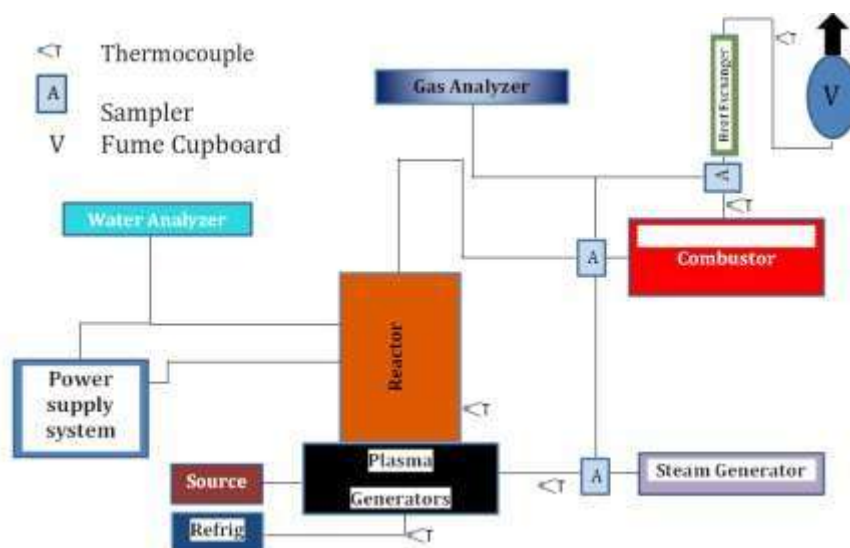 T
Thermocouple
A
Sampler
V
Fume Cupboard
Gas Analyzer
Heat Exchanger
T
V
A
T
Water Analyzer
A
Combustor
Reactor
Power
supply
system
T
Plasma
Generators
Source
Refrig
T
T
A
Steam Generator